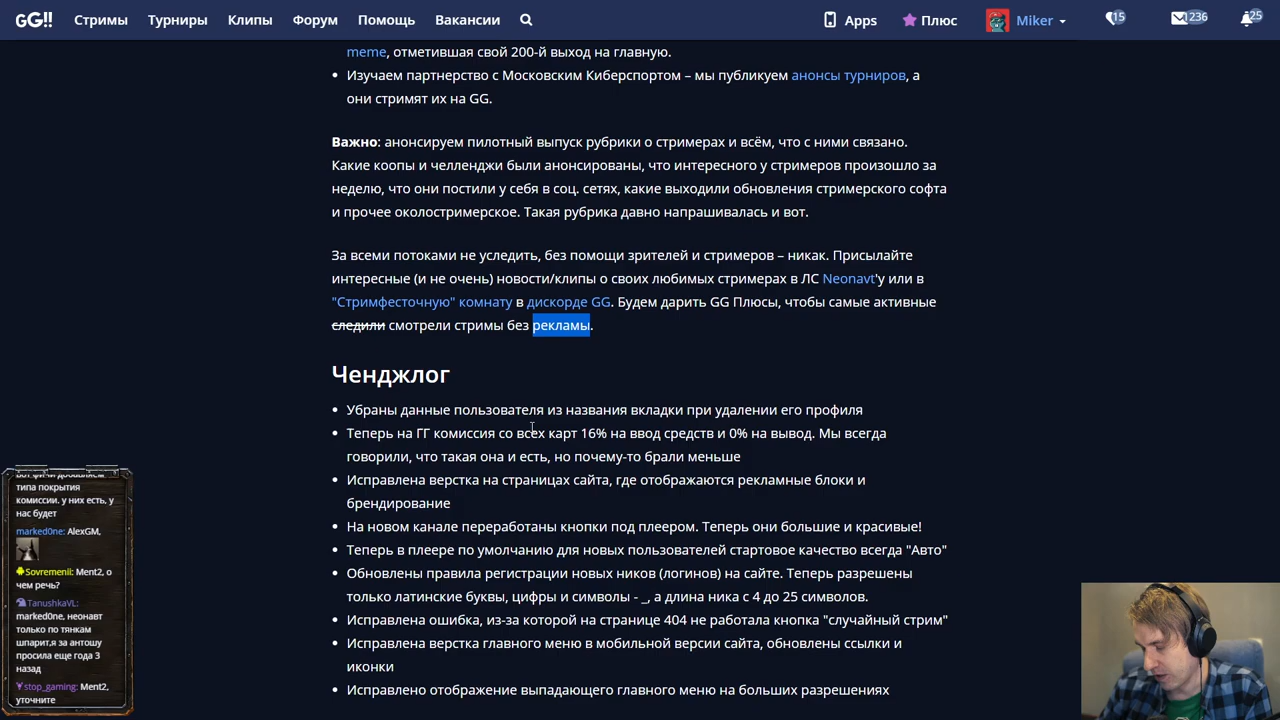 GG!! Стримы Турниры Клипы Форум Помощь Вакансии Apps Плюс Miker 15 236 25
meme, отметившая свой 200-й выход на главную.
• Изучаем партнерство с Московским Киберспортом – мы публикуем анонсы турниров, а
они стримят их на GG.
Важно: анонсируем пилотный выпуск рубрики о стримерах и всём, что с ними связано.
Какие коопы и челленджи были анонсированы, что интересного у стримеров произошло за
неделю, что они постили у себя в соц. сетях, какие выходили обновления стримерского софта
и прочее околостримерское. Такая рубрика давно напрашивалась и вот.
За всеми потоками не уследить, без помощи зрителей и стримеров – никак. Присылайте
интересные (и не очень) новости/клипы о своих любимых стримерах в ЛС Neonavt'у или в
"Стримфесточную" комнату в дискорде GG. Будем дарить GG Плюсы, чтобы самые активные
следили смотрели стримы без рекламы.
Ченджлог
• Убраны данные пользователя из названия вкладки при удалении его профиля
• Теперь на ГГ комиссия со всех карт 16% на ввод средств и 0% на вывод. Мы всегда
говорили, что такая она и есть, но почему-то брали меньше
• Исправлена верстка на страницах сайта, где отображаются рекламные блоки и
брендирование
• На новом канале переработаны кнопки под плеером. Теперь они большие и красивые!
• Теперь в плеере по умолчанию для новых пользователей стартовое качество всегда "Авто"
• Обновлены правила регистрации новых ников (логинов) на сайте. Теперь разрешены
только латинские буквы, цифры и символы - _, а длина ника с 4 до 25 символов.
• Исправлена ошибка, из-за которой на странице 404 не работала кнопка "случайный стрим"
• Исправлена верстка главного меню в мобильной версии сайта, обновлены ссылки и
иконки
• Исправлено отображение выпадающего главного меню на больших разрешениях
типа покрытия
комиссии. у них есть, у
нас будет
marked0ne: AlexGM,
Sovremenii: Ment2, о
чем речь?
TanushkaVL:
marked0ne, неонавт
только по тянкам
шпарит,я за антошу
просила еще года 3
назад
stop_gaming: Ment2,
уточните